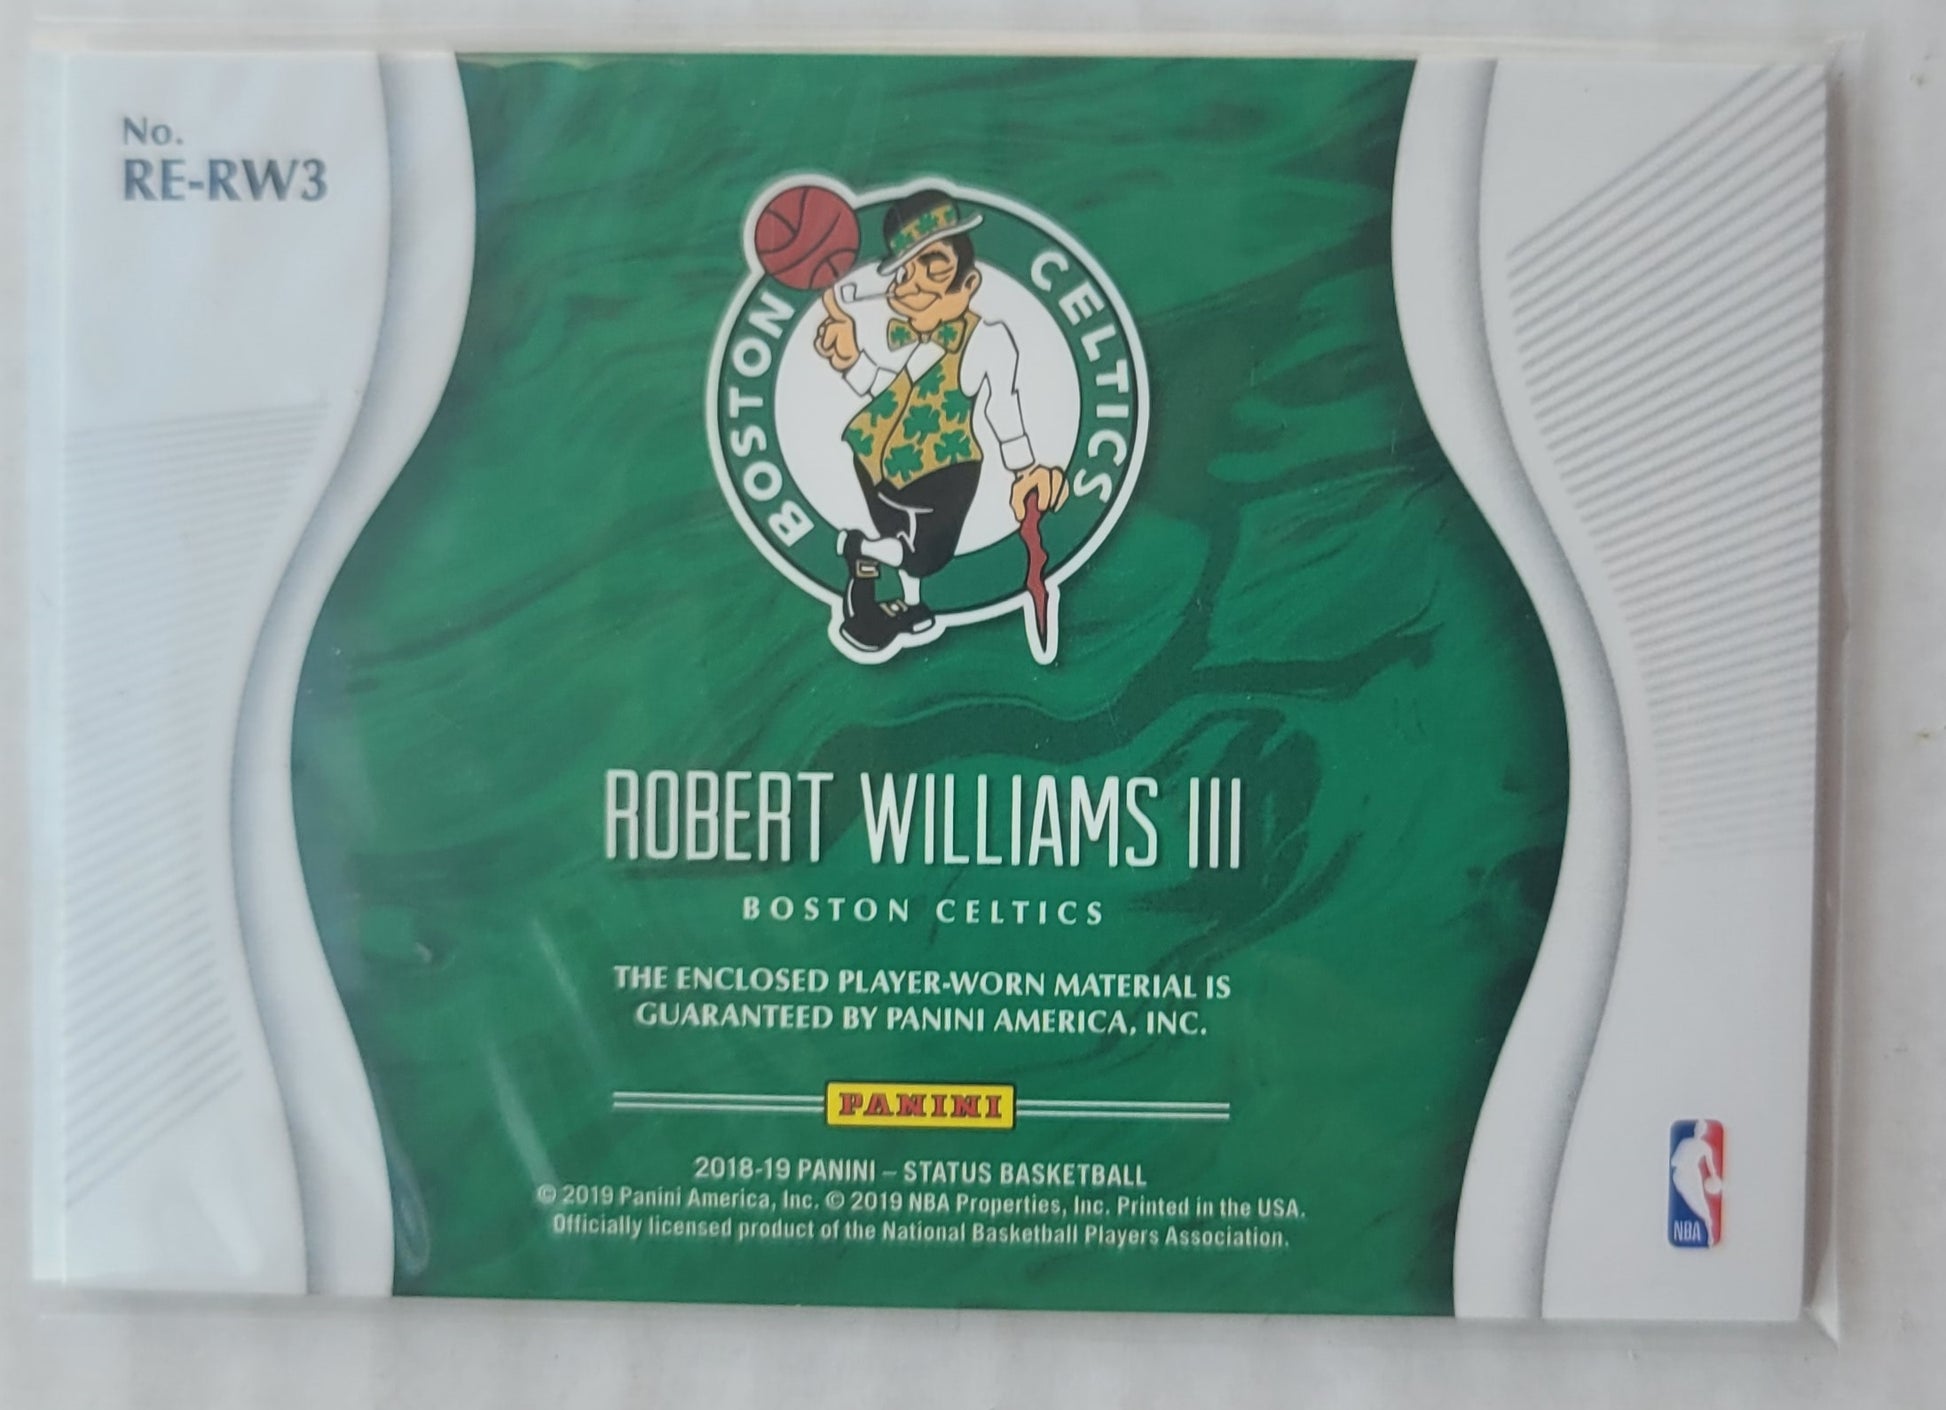 No.
RE-RW3
BOSTON CELTICS
ROBERT WILLIAMS III
BOSTON CELTICS
THE ENCLOSED PLAYER-WORN MATERIAL IS
GUARANTEED BY PANINI AMERICA, INC.
PANINI
2018-19 PANINI – STATUS BASKETBALL
© 2019 Panini America, Inc. © 2019 NBA Properties, Inc. Printed in the USA.
Officially licensed product of the National Basketball Players Association.
NBA